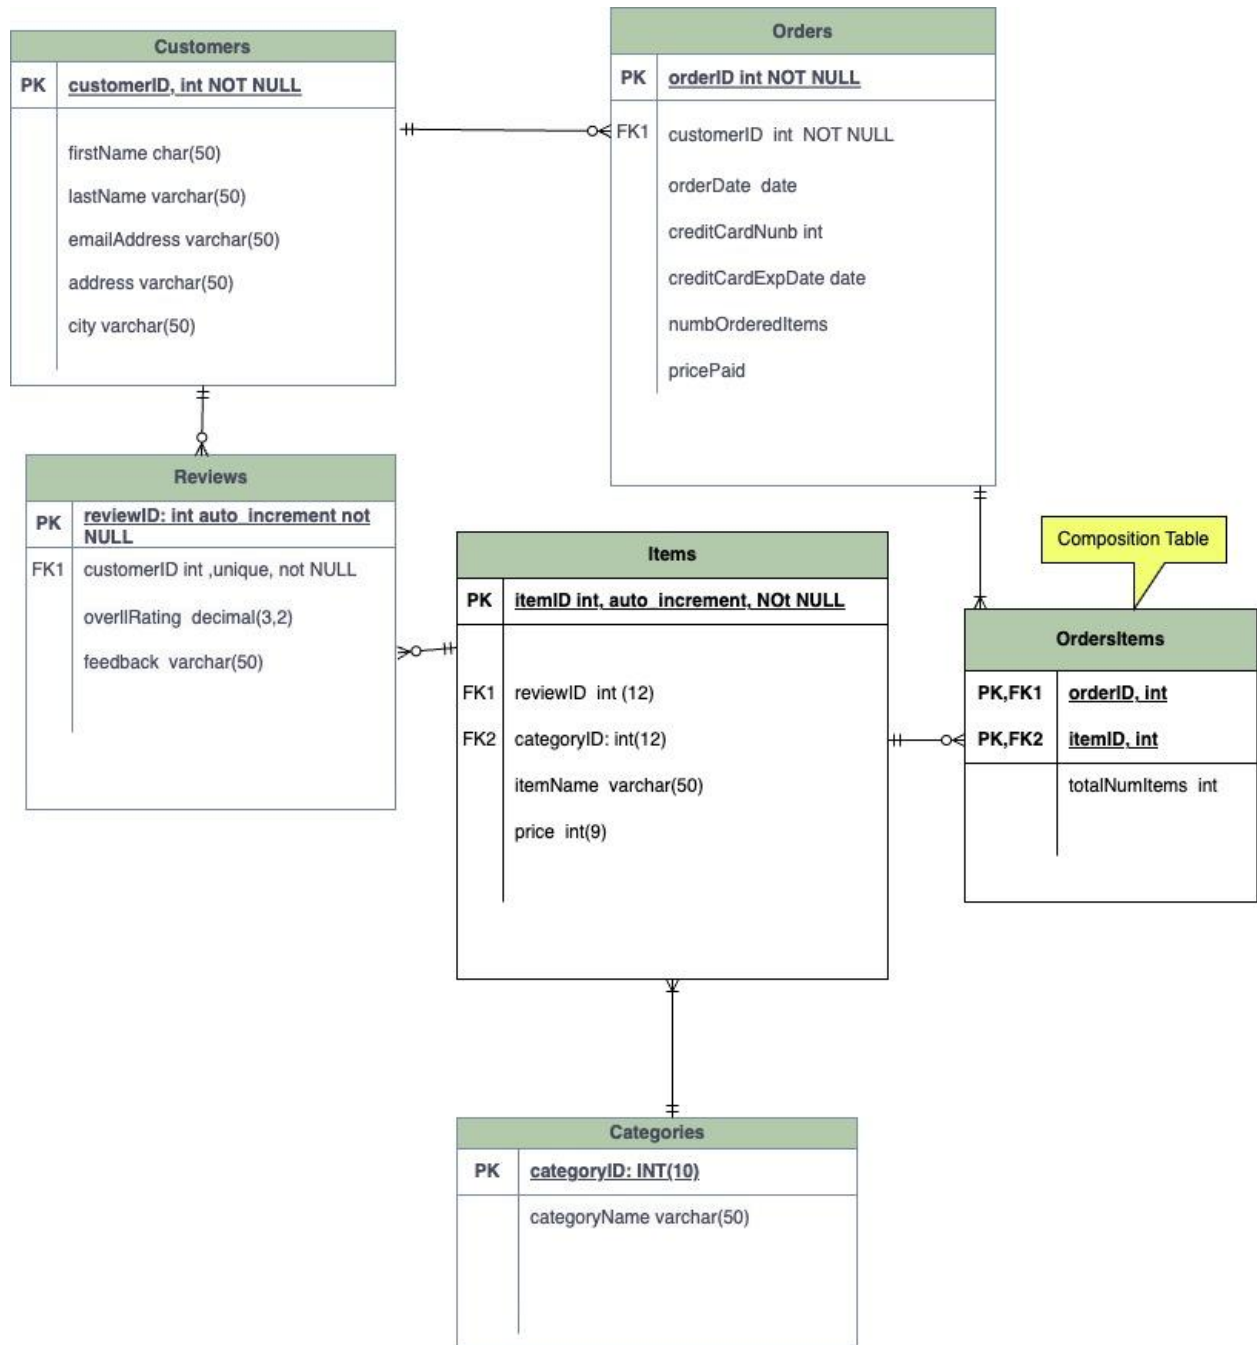 Customers
PK customerID, int NOT NULL
firstName char(50)
lastName varchar(50)
emailAddress varchar(50)
address varchar(50)
city varchar(50)
Orders
PK orderID int NOT NULL
FK1 customerID int NOT NULL
orderDate date
creditCardNunb int
creditCardExpDate date
numbOrderedItems
pricePaid
Reviews
PK reviewID: int auto_increment not
NULL
FK1 customerID int ,unique, not NULL
overllRating decimal(3,2)
feedback varchar(50)
Items
PK itemID int, auto_increment, NOt NULL
FK1 reviewID int (12)
FK2 categoryID: int(12)
itemName varchar(50)
price int(9)
Composition Table
OrdersItems
PK,FK1 orderID, int
PK,FK2 itemID, int
totalNumItems int
Categories
PK categoryID: INT(10)
categoryName varchar(50)